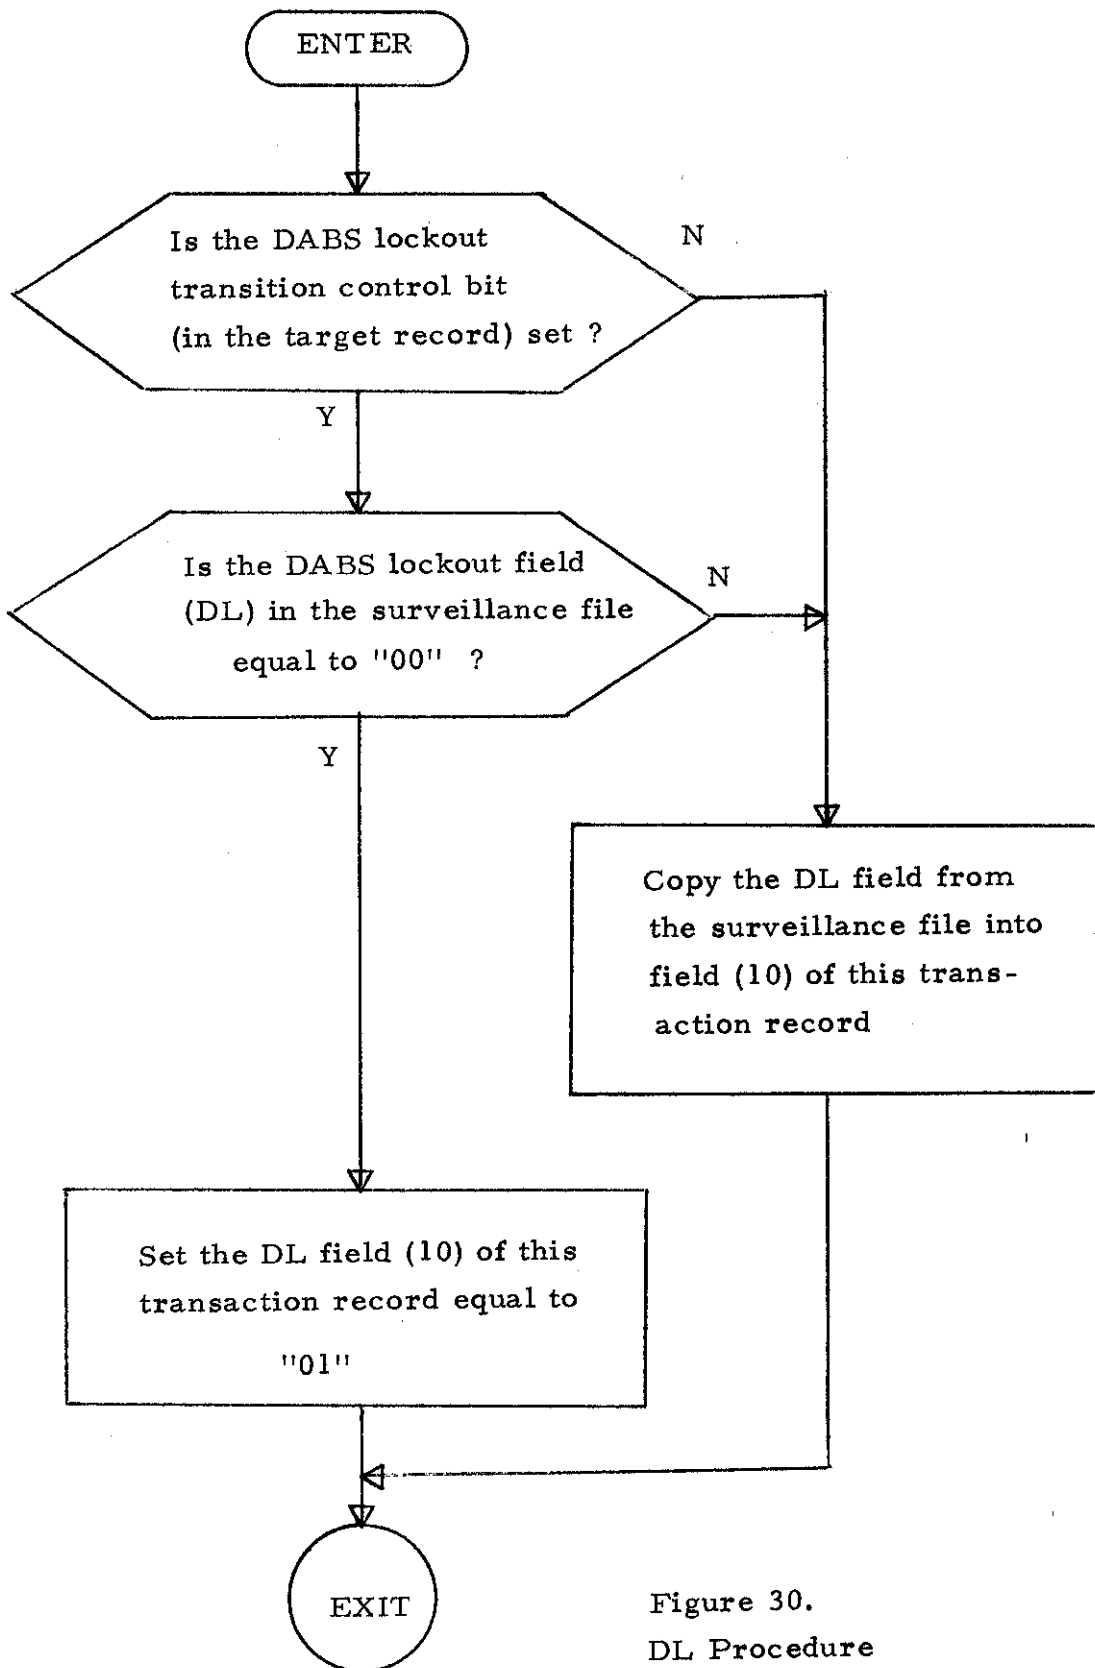 ENTER
Is the DABS lockout
transition control bit
(in the target record) set ?
N
Y
Is the DABS lockout field
(DL) in the surveillance file
equal to "00" ?
N
Y
Copy the DL field from
the surveillance file into
field (10) of this trans-
action record
Set the DL field (10) of this
transaction record equal to
"01"
EXIT
Figure 30.
DL Procedure